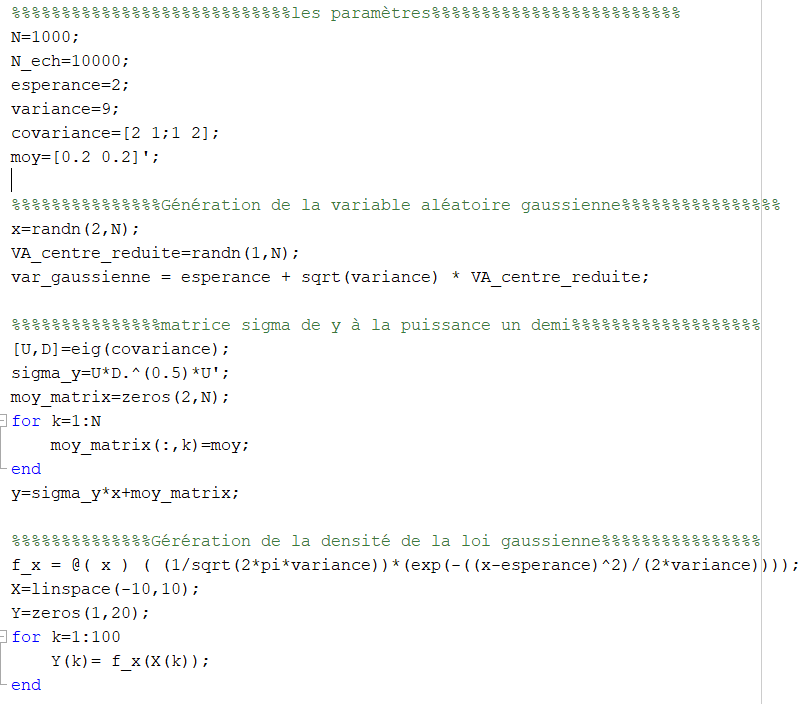 %%%%%%%%%%%%%%%%%%%%%%%%%%%%les paramètres%%%%%%%%%%%%%%%%%%%%%%%%%
N=1000;
N_ech=10000;
esperance=2;
variance=9;
covariance=[2 1;1 2];
moy=[0.2 0.2]';
%%%%%%%%%%%%%%%Génération de la variable aléatoire gaussienne%%%%%%%%%%%%%%%%
x=randn(2,N);
VA_centre_reduite=randn(1,N);
var_gaussienne = esperance + sqrt(variance) * VA_centre_reduite;
%%%%%%%%%%%%%%%matrice sigma de y à la puissance un demi%%%%%%%%%%%%%%%%%%%
[U,D]=eig(covariance);
sigma_y=U*D.^(0.5)*U';
moy_matrix=zeros(2,N);
for k=1:N
    moy_matrix(:,k)=moy;
end
y=sigma_y*x+moy_matrix;
%%%%%%%%%%%%%%Gérération de la densité de la loi gaussienne%%%%%%%%%%%%%%%%
f_x = @( x ) ( (1/sqrt(2*pi*variance))*(exp(-((x-esperance)^2)/(2*variance))));
X=linspace(-10,10);
Y=zeros(1,20);
for k=1:100
    Y(k)= f_x(X(k));
end